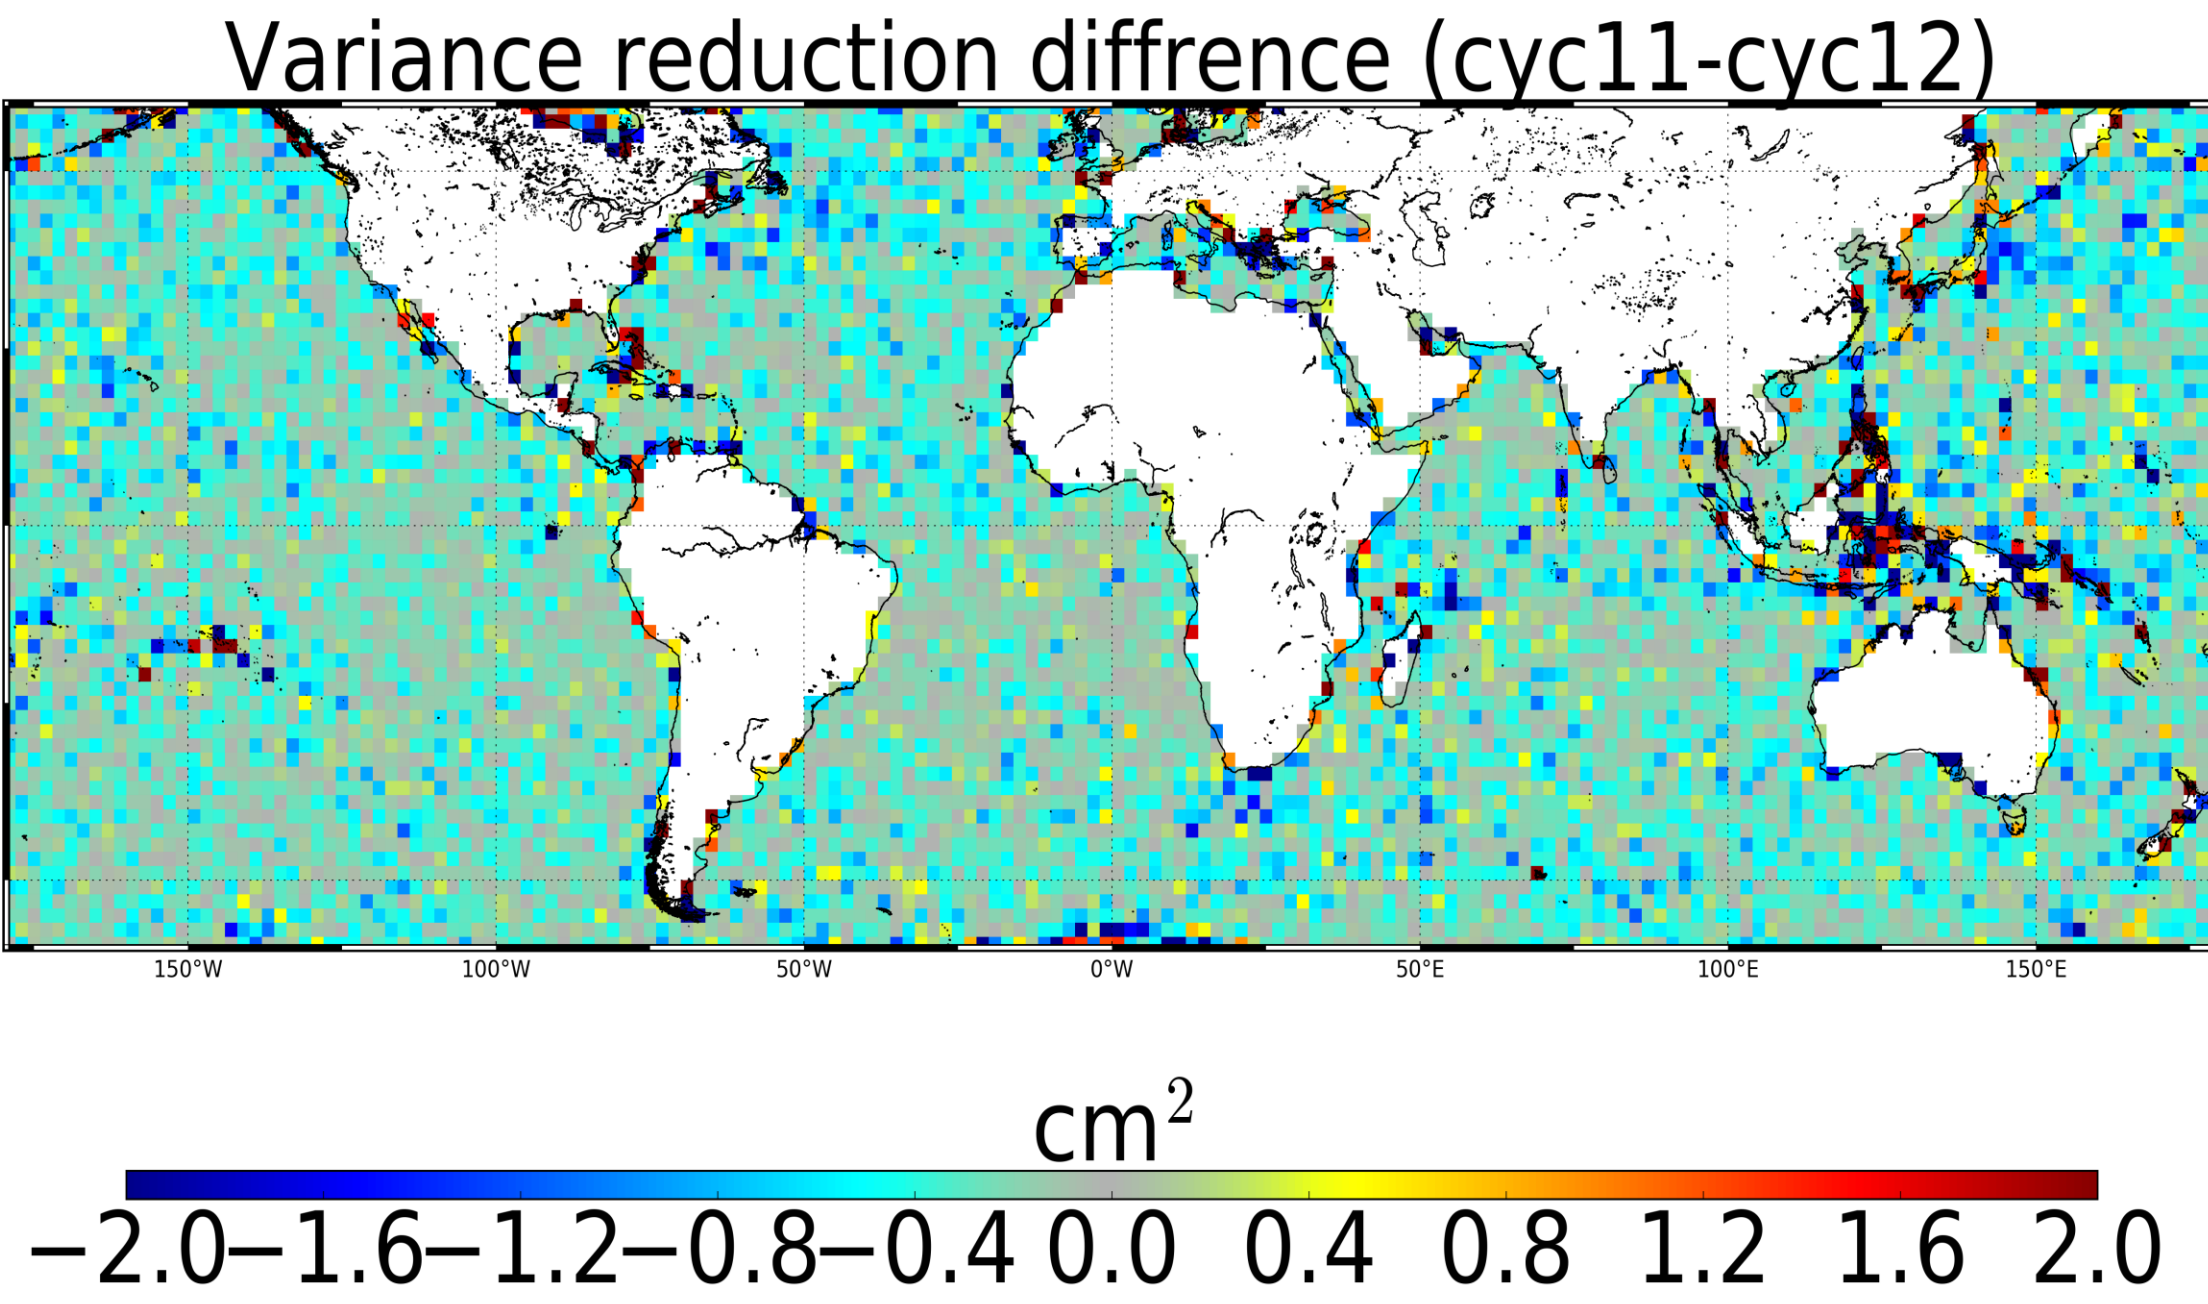 Variance reduction diffrence (cyc11-cyc12)
150°W 100°W 50°W 0°W 50°E 100°E 150°E
cm²
−2.0 −1.6 −1.2 −0.8 −0.4 0.0 0.4 0.8 1.2 1.6 2.0